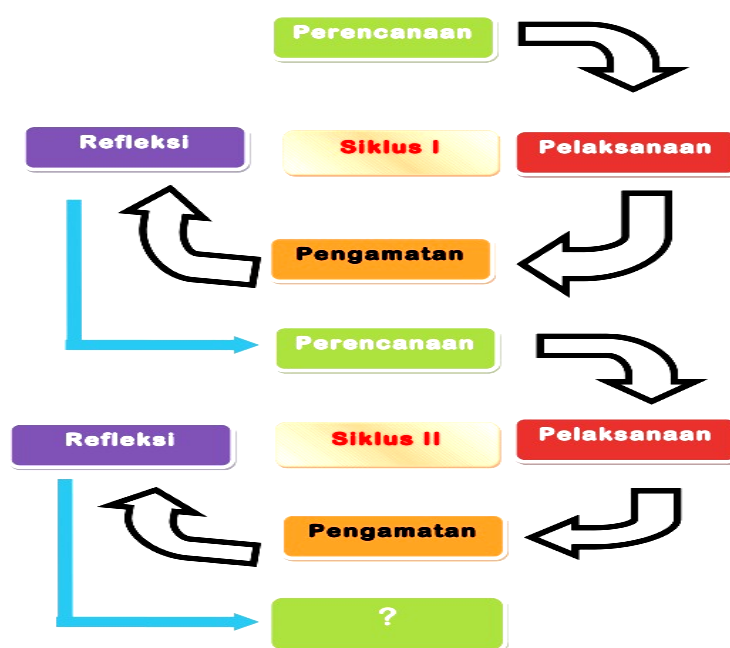 Perencanaan
Refleksi
Siklus I
Pelaksanaan
Pengamatan
Perencanaan
Refleksi
Siklus II
Pelaksanaan
Pengamatan
?